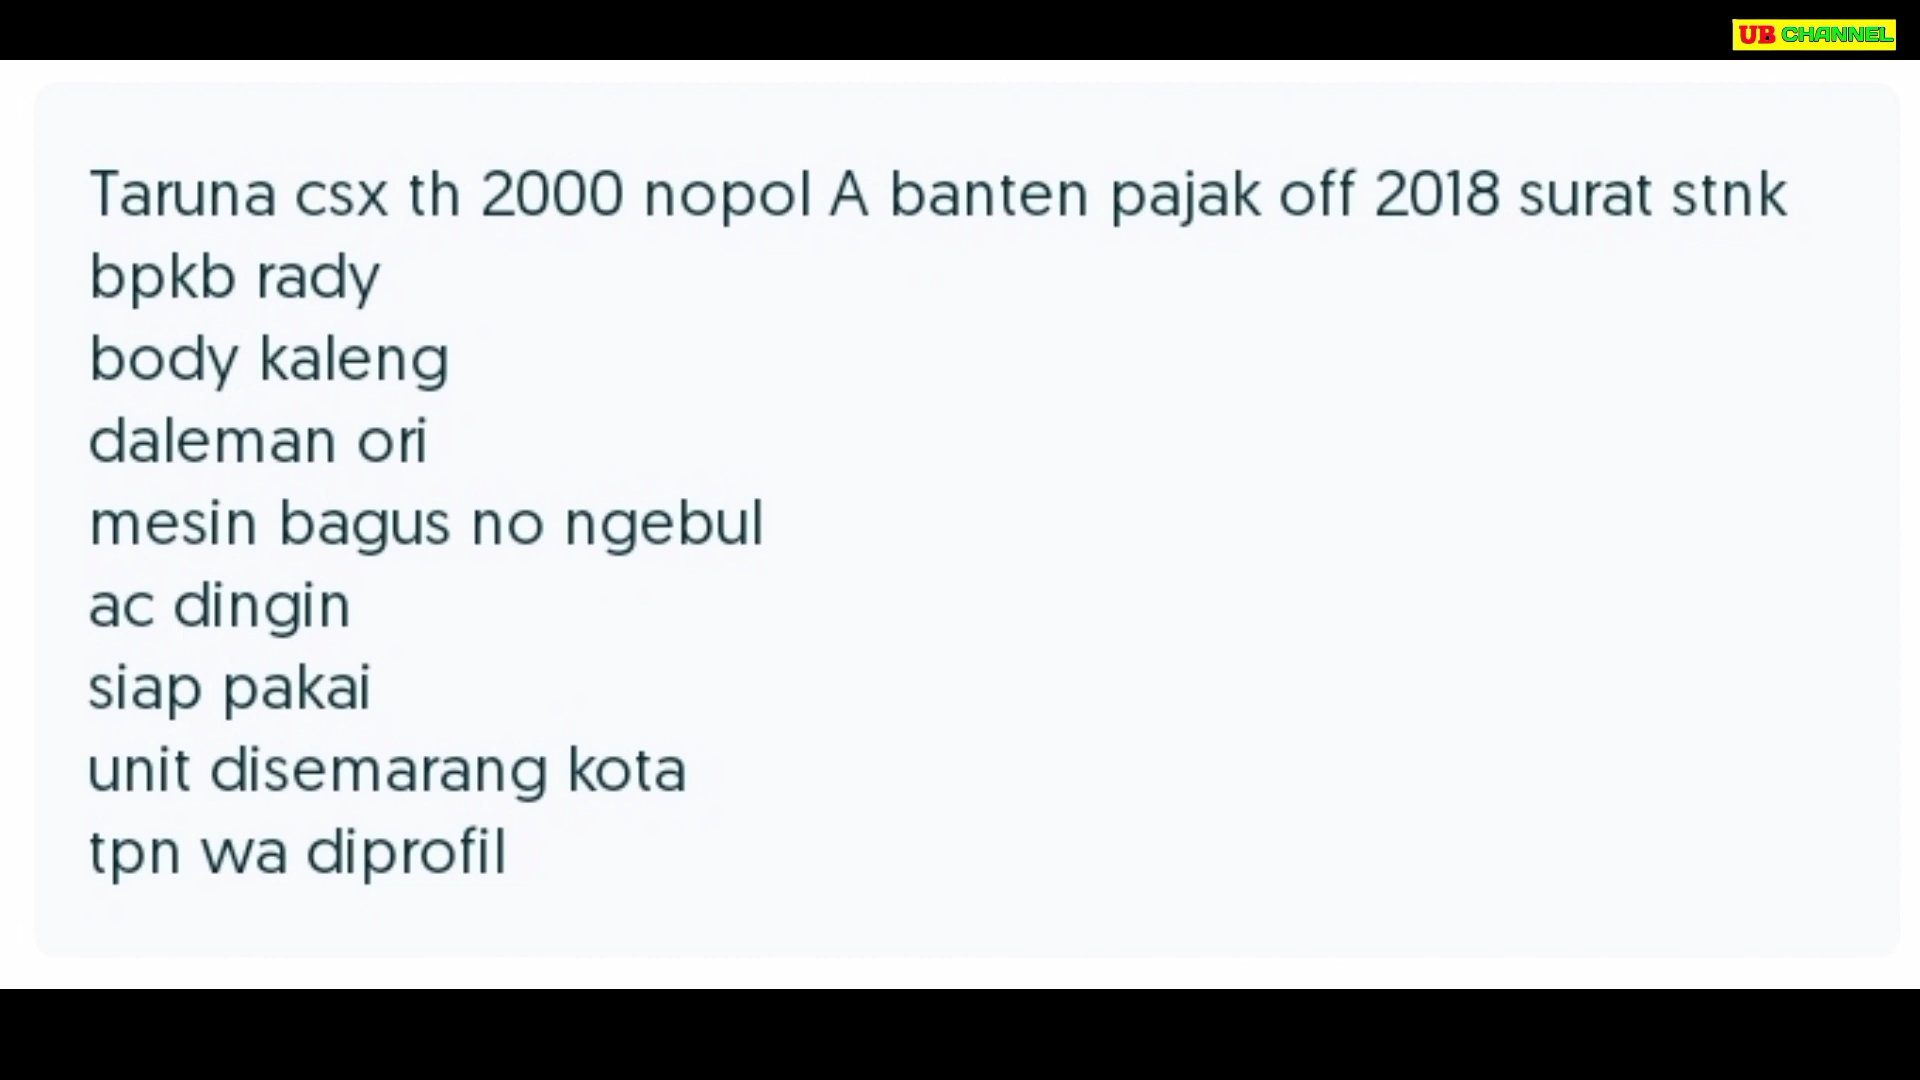 UB CHANNEL
Taruna csx th 2000 nopol A banten pajak off 2018 surat stnk
bpkb rady
body kaleng
daleman ori
mesin bagus no ngebul
ac dingin
siap pakai
unit disemarang kota
tpn wa diprofil